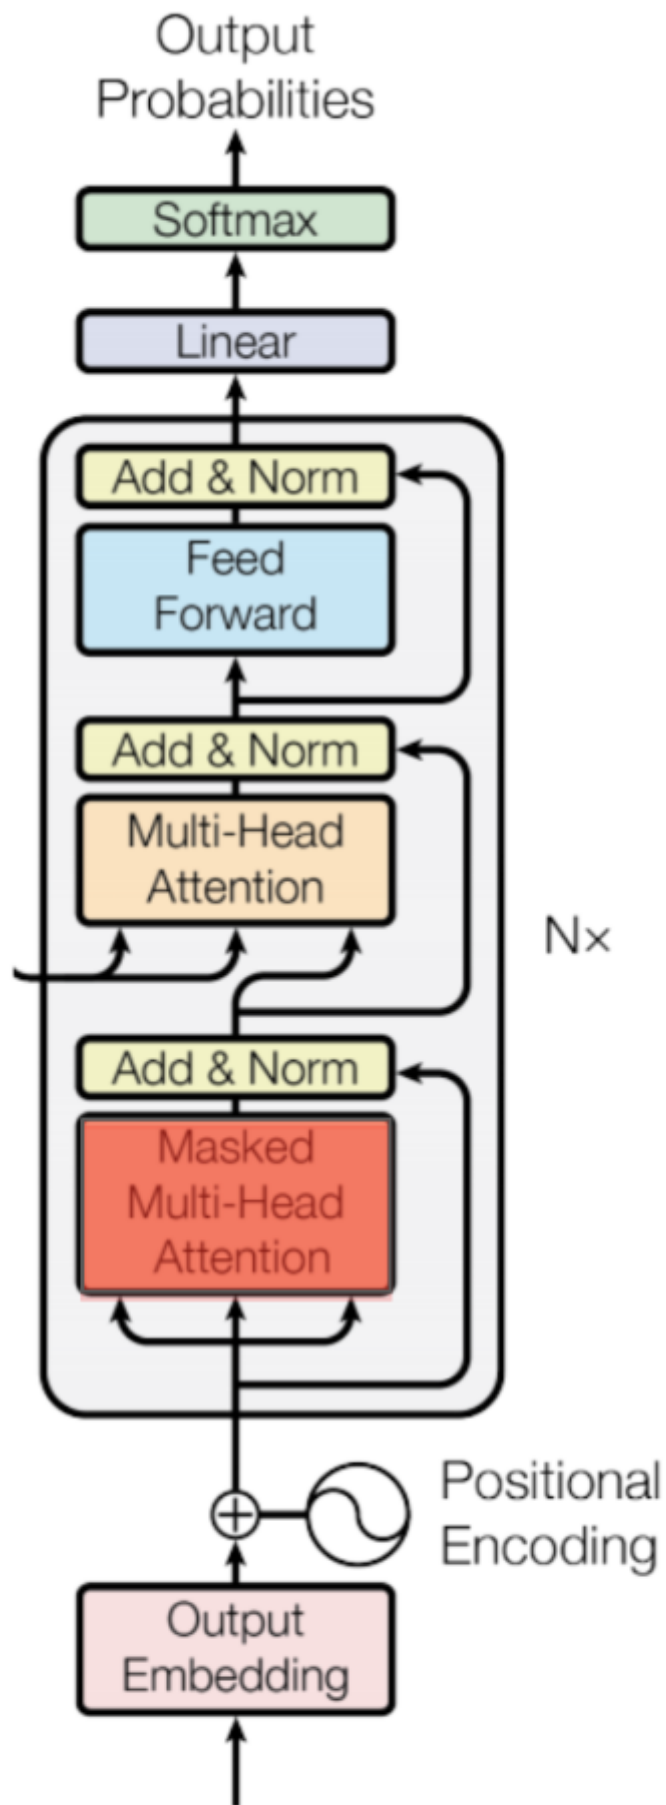 Output
Probabilities
Softmax
Linear
Add & Norm
Feed
Forward
Add & Norm
Multi-Head
Attention
N×
Add & Norm
Masked
Multi-Head
Attention
Positional
Encoding
Output
Embedding